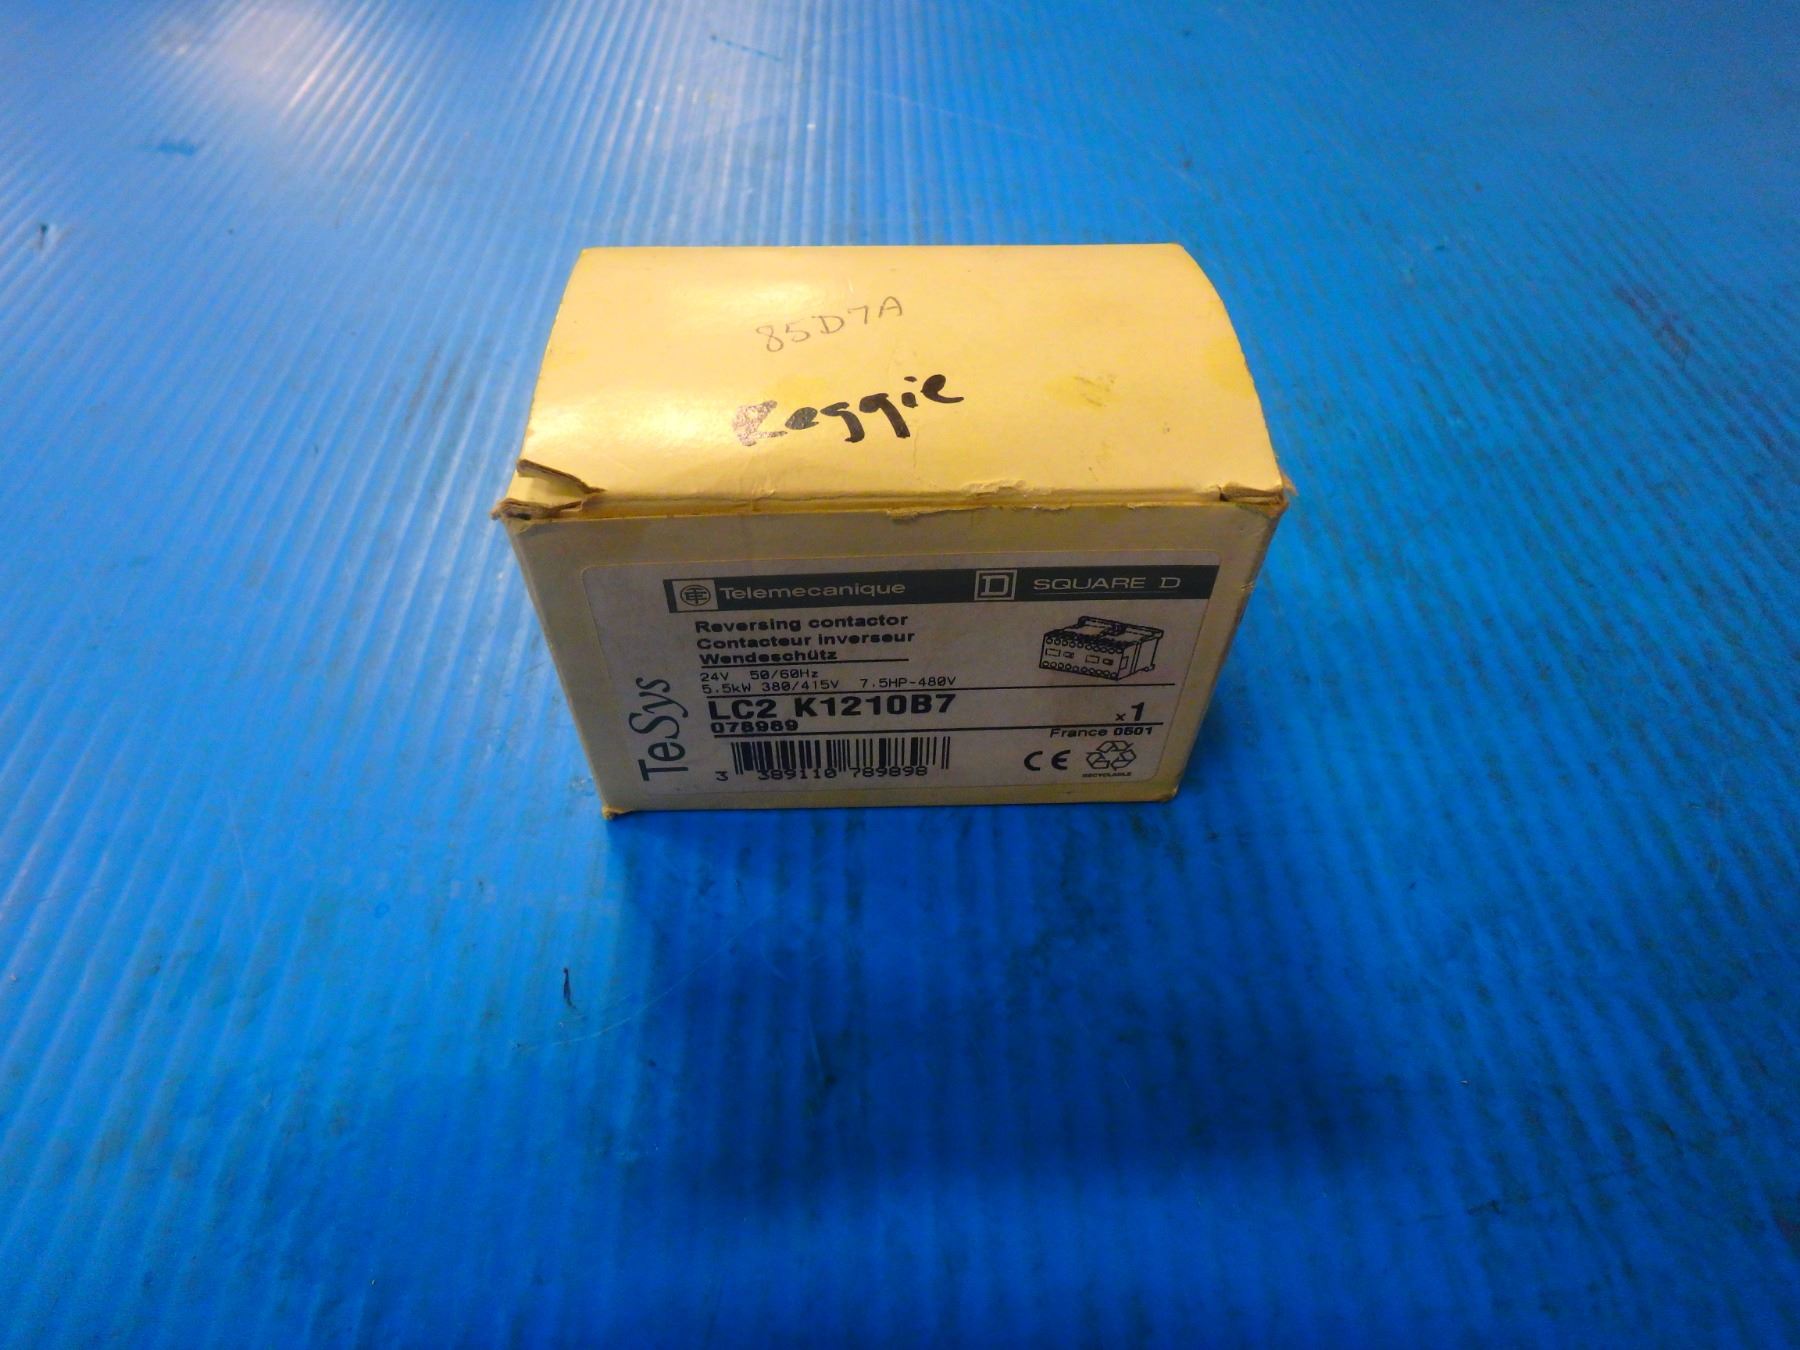 85D7A
Reggie
Telemecanique D SQUARE D
Reversing contactor
Contacteur inverseur
Wendeschütz
24V 50/60Hz
5.5kW 380/415V 7.5HP-480V
LC2 K1210B7
078989
x1
France 0501
TeSys
3 389110 789898
CE
RECYCLABLE